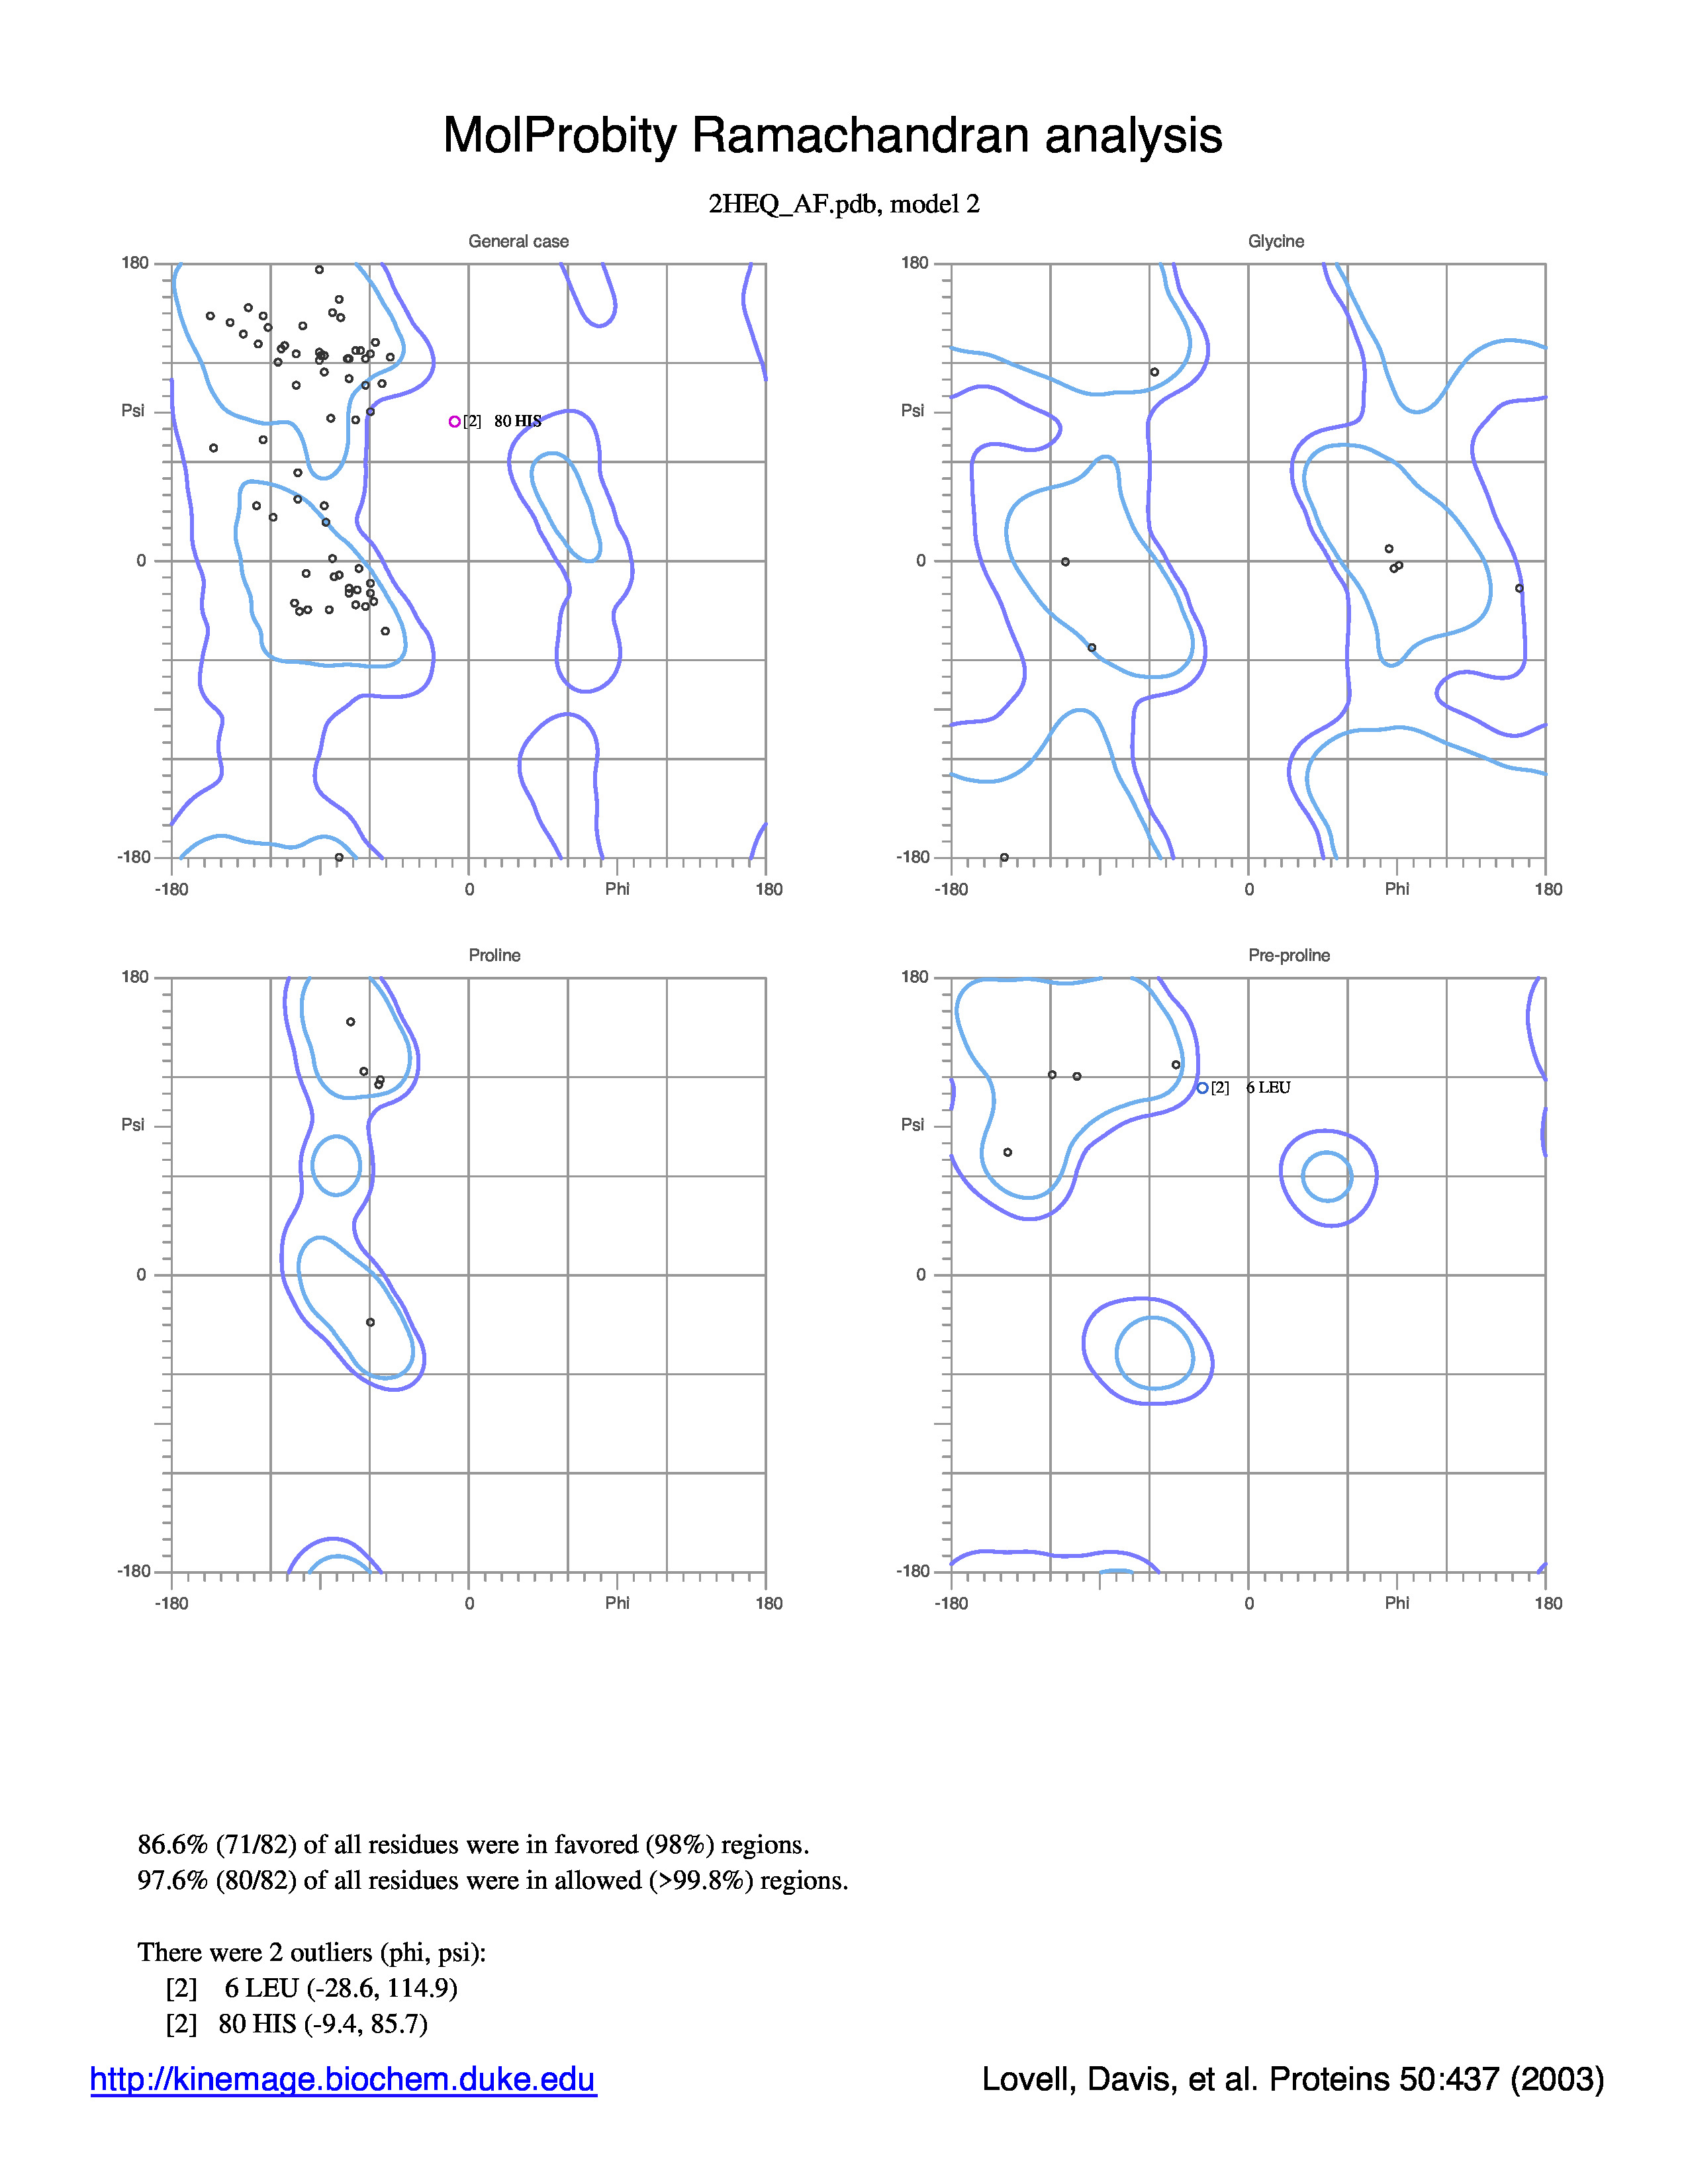 MolProbity Ramachandran analysis
2HEQ_AF.pdb, model 2
General case
180
Psi
0
-180
-180
0
Phi
180
[2] 80 HIS
Glycine
180
Psi
0
-180
-180
0
Phi
180
Proline
180
Psi
0
-180
-180
0
Phi
180
Pre-proline
180
Psi
0
-180
-180
0
Phi
180
[2] 6 LEU
86.6% (71/82) of all residues were in favored (98%) regions.
97.6% (80/82) of all residues were in allowed (>99.8%) regions.
There were 2 outliers (phi, psi):
[2] 6 LEU (-28.6, 114.9)
[2] 80 HIS (-9.4, 85.7)
http://kinemage.biochem.duke.edu
Lovell, Davis, et al. Proteins 50:437 (2003)